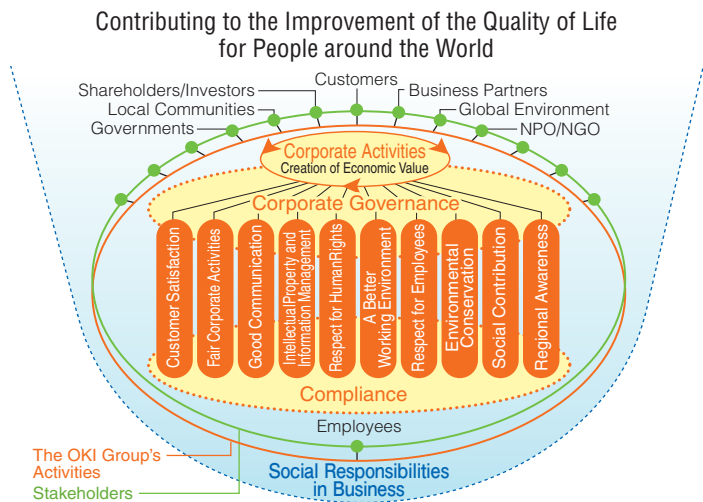 Contributing to the Improvement of the Quality of Life
for People around the World
Customers
Shareholders/Investors
Business Partners
Local Communities
Global Environment
Governments
NPO/NGO
Corporate Activities
Creation of Economic Value
Corporate Governance
Customer Satisfaction
Fair Corporate Activities
Good Communication
Intellectual Property and
Information Management
Respect for HumanRights
A Better
Working Environment
Respect for Employees
Environmental
Conservation
Social Contribution
Regional Awareness
Compliance
Employees
The OKI Group's
Activities
Stakeholders
Social Responsibilities
in Business